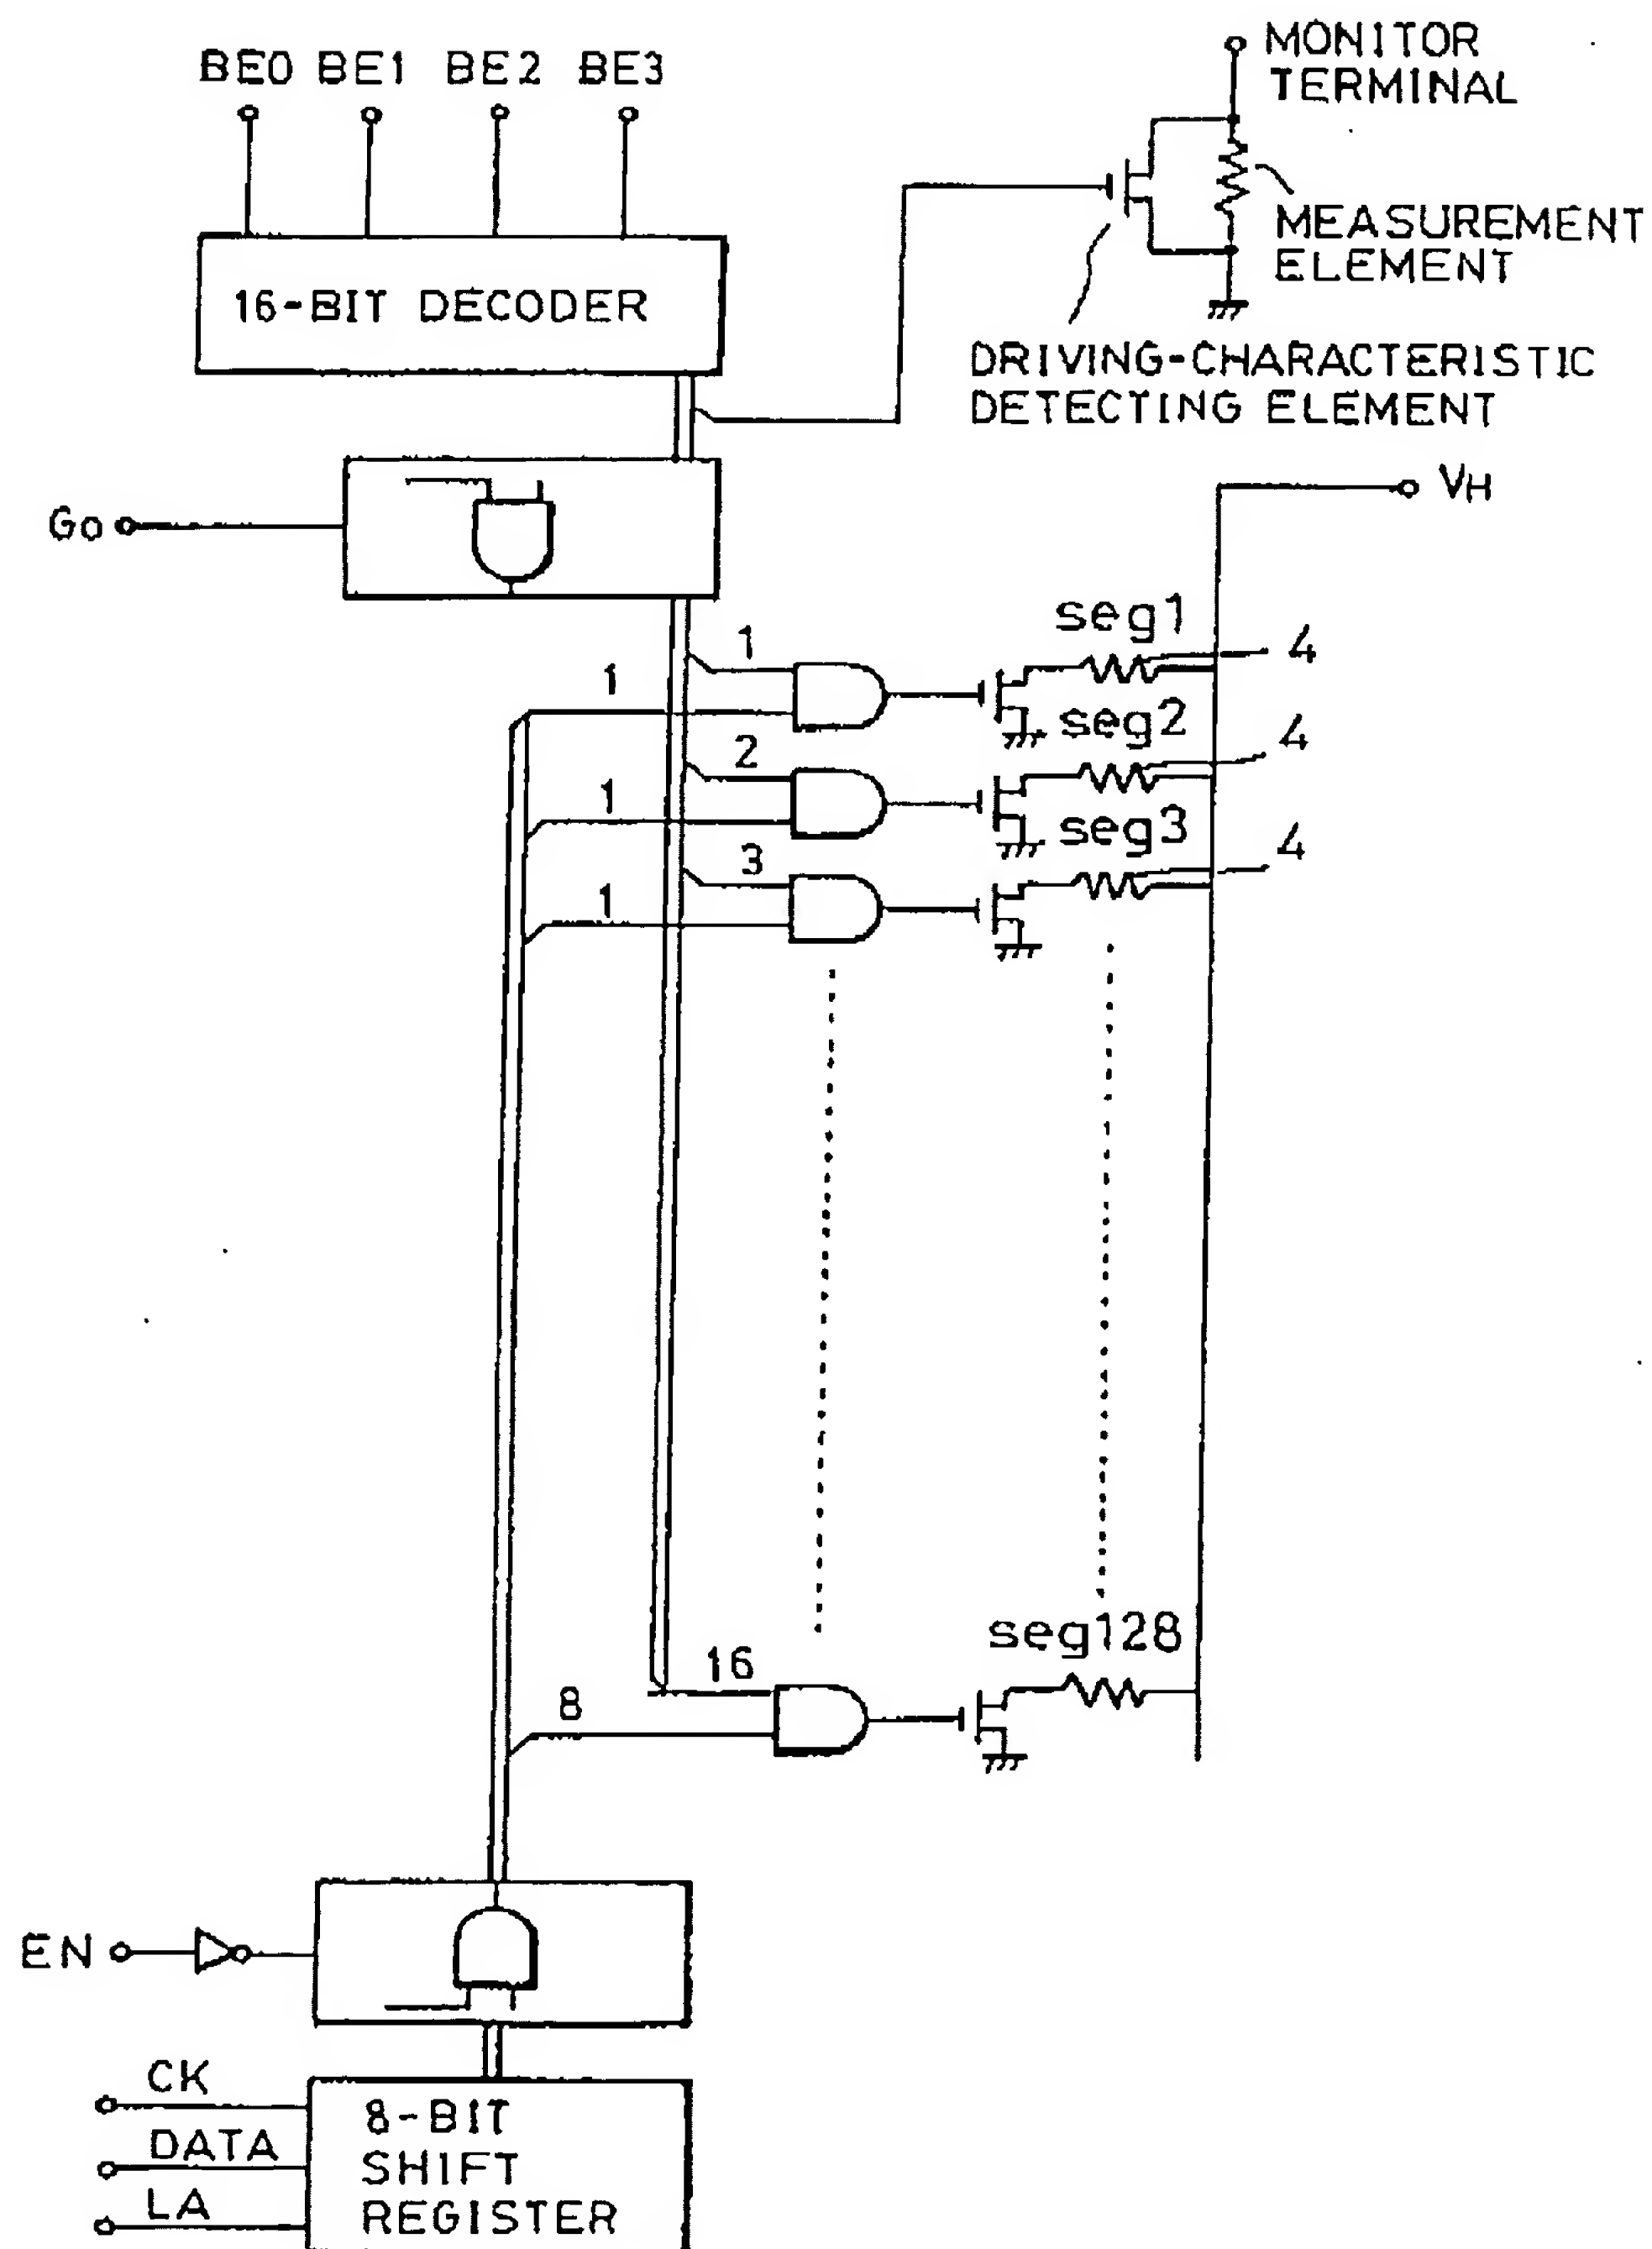 BE0 BE1 BE2 BE3
MONITOR
TERMINAL
MEASUREMENT
ELEMENT
16-BIT DECODER
DRIVING-CHARACTERISTIC
DETECTING ELEMENT
Go
VH
seg1
1
4
1
seg2
2
4
1
seg3
3
4
1
seg128
16
8
EN
CK
DATA
LA
8-BIT
SHIFT
REGISTER